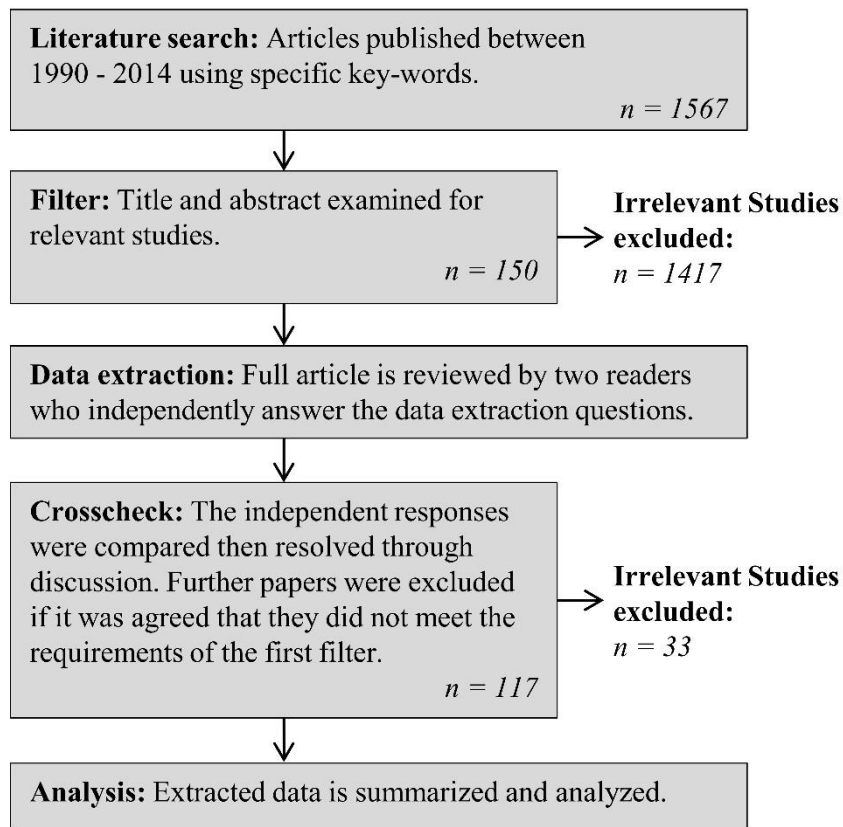 Literature search: Articles published between
1990 - 2014 using specific key-words.
n = 1567
Filter: Title and abstract examined for
relevant studies.
n = 150
Irrelevant Studies
excluded:
n = 1417
Data extraction: Full article is reviewed by two readers
who independently answer the data extraction questions.
Crosscheck: The independent responses
were compared then resolved through
discussion. Further papers were excluded
if it was agreed that they did not meet the
requirements of the first filter.
n = 117
Irrelevant Studies
excluded:
n = 33
Analysis: Extracted data is summarized and analyzed.